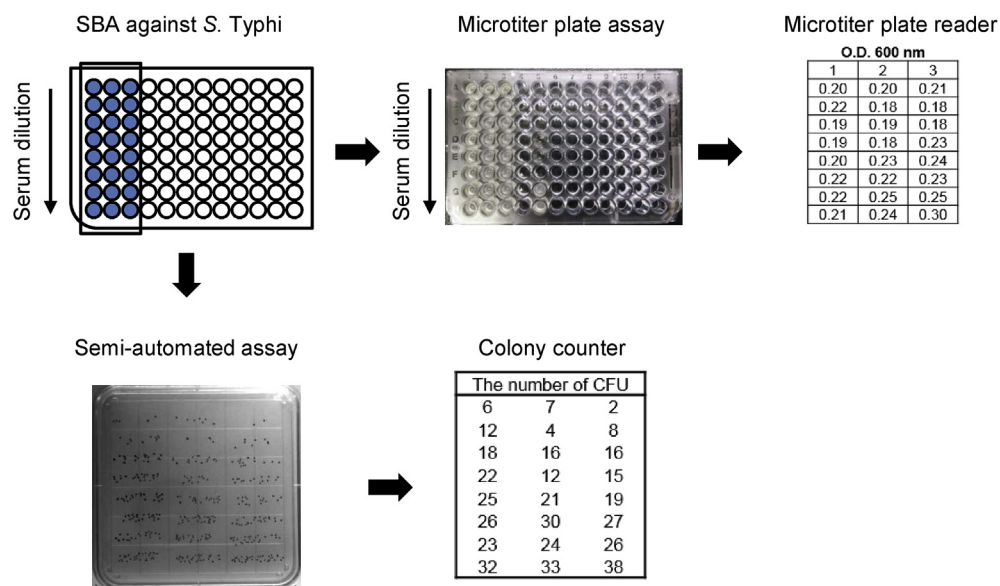 SBA against S. Typhi
Microtiter plate assay
Microtiter plate reader
Serum dilution
Serum dilution
O.D. 600 nm
1 2 3
0.20 0.20 0.21
0.22 0.18 0.18
0.19 0.19 0.18
0.19 0.18 0.23
0.20 0.23 0.24
0.22 0.22 0.23
0.22 0.25 0.25
0.21 0.24 0.30
Semi-automated assay
Colony counter
The number of CFU
6 7 2
12 4 8
18 16 16
22 12 15
25 21 19
26 30 27
23 24 26
32 33 38